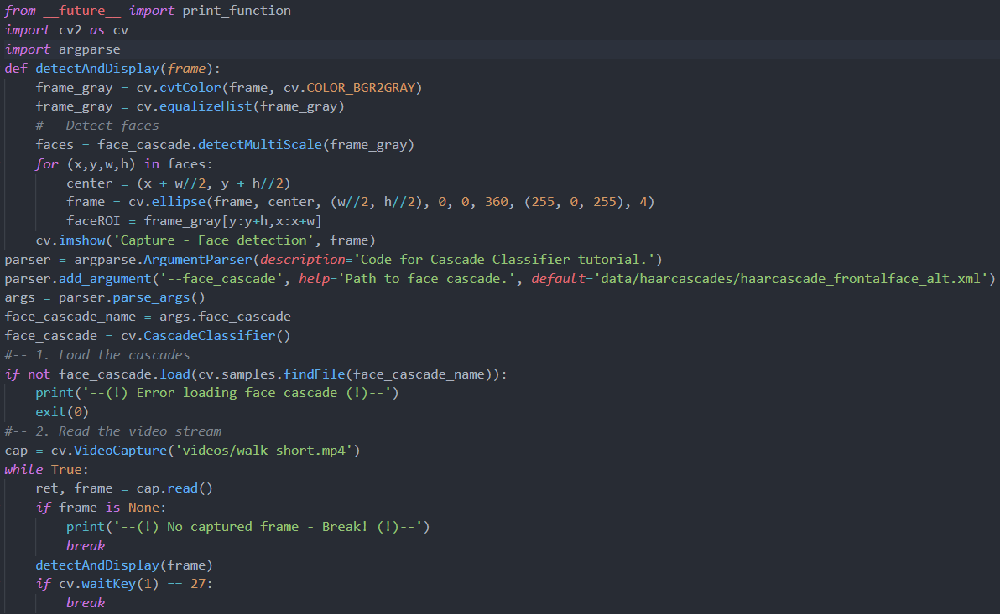 from __future__ import print_function
import cv2 as cv
import argparse
def detectAndDisplay(frame):
    frame_gray = cv.cvtColor(frame, cv.COLOR_BGR2GRAY)
    frame_gray = cv.equalizeHist(frame_gray)
    #-- Detect faces
    faces = face_cascade.detectMultiScale(frame_gray)
    for (x,y,w,h) in faces:
        center = (x + w//2, y + h//2)
        frame = cv.ellipse(frame, center, (w//2, h//2), 0, 0, 360, (255, 0, 255), 4)
        faceROI = frame_gray[y:y+h,x:x+w]
    cv.imshow('Capture - Face detection', frame)
parser = argparse.ArgumentParser(description='Code for Cascade Classifier tutorial.')
parser.add_argument('--face_cascade', help='Path to face cascade.', default='data/haarcascades/haarcascade_frontalface_alt.xml')
args = parser.parse_args()
face_cascade_name = args.face_cascade
face_cascade = cv.CascadeClassifier()
#-- 1. Load the cascades
if not face_cascade.load(cv.samples.findFile(face_cascade_name)):
    print('--(!) Error loading face cascade (!)--')
    exit(0)
#-- 2. Read the video stream
cap = cv.VideoCapture('videos/walk_short.mp4')
while True:
    ret, frame = cap.read()
    if frame is None:
        print('--(!) No captured frame - Break! (!)--')
        break
    detectAndDisplay(frame)
    if cv.waitKey(1) == 27:
        break